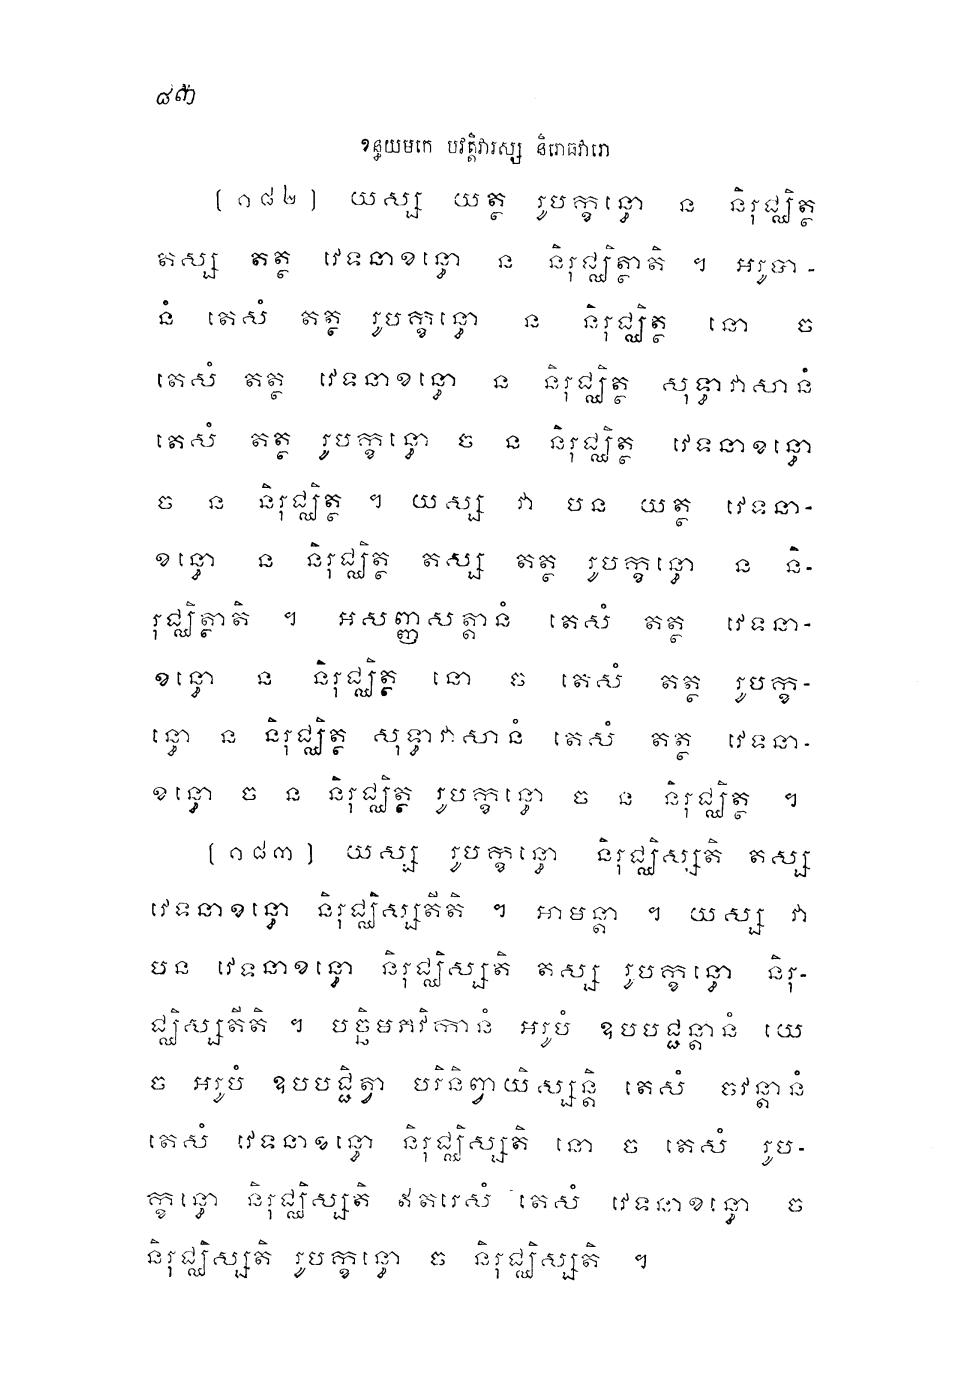 ៨៣
ខន្ធយមកេ បវត្តិវារស្ស និរោធវារោ
(១៨២) យស្ស យត្ថ រូបក្ខន្ធោ ន និរុជ្ឈិត្ថ
តស្ស តត្ថ វេទនាខន្ធោ ន និរុជ្ឈិត្ថាតិ ។ អរូបា-
នំ តេសំ តត្ថ រូបក្ខន្ធោ ន និរុជ្ឈិត្ថ នោ ច
តេសំ តត្ថ វេទនាខន្ធោ ន និរុជ្ឈិត្ថ សុទ្ធាវាសានំ
តេសំ តត្ថ រូបក្ខន្ធោ ច ន និរុជ្ឈិត្ថ វេទនាខន្ធោ
ច ន និរុជ្ឈិត្ថ ។ យស្ស វា បន យត្ថ វេទនា-
ខន្ធោ ន និរុជ្ឈិត្ថ តស្ស តត្ថ រូបក្ខន្ធោ ន និ-
រុជ្ឈិត្ថាតិ ។ អសញ្ញសត្តានំ តេសំ តត្ថ វេទនា-
ខន្ធោ ន និរុជ្ឈិត្ថ នោ ច តេសំ តត្ថ រូបក្ខ-
ន្ធោ ន និរុជ្ឈិត្ថ សុទ្ធាវាសានំ តេសំ តត្ថ វេទនា-
ខន្ធោ ច ន និរុជ្ឈិត្ថ រូបក្ខន្ធោ ច ន និរុជ្ឈិត្ថ ។
(១៨៣) យស្ស រូបក្ខន្ធោ និរុជ្ឈិស្សតិ តស្ស
វេទនាខន្ធោ និរុជ្ឈិស្សតីតិ ។ អាមន្តា ។ យស្ស វា
បន វេទនាខន្ធោ និរុជ្ឈិស្សតិ តស្ស រូបក្ខន្ធោ និរុ-
ជ្ឈិស្សតីតិ ។ បច្ឆិមភវិកានំ អរូបំ ឧបបជ្ជន្តានំ យេ
ច អរូបំ ឧបបជ្ជិត្វា បរិនិព្វាយិស្សន្តិ តេសំ ចវន្តានំ
តេសំ វេទនាខន្ធោ និរុជ្ឈិស្សតិ នោ ច តេសំ រូប-
ក្ខន្ធោ និរុជ្ឈិស្សតិ ឥតរេសំ តេសំ វេទនាខន្ធោ ច
និរុជ្ឈិស្សតិ រូបក្ខន្ធោ ច និរុជ្ឈិស្សតិ ។